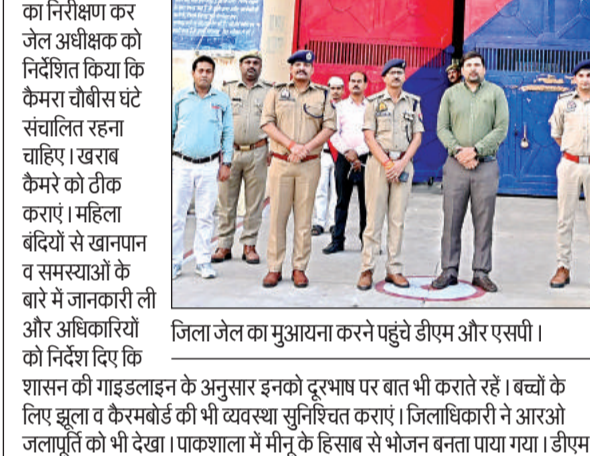 का निरीक्षण कर
जेल अधीक्षक को
निर्देशित किया कि
कैमरा चौबीस घंटे
संचालित रहना
चाहिए। खराब
कैमरे को ठीक
कराएं। महिला
बंदियों से खानपान
व समस्याओं के
बारे में जानकारी ली
और अधिकारियों
को निर्देश दिए कि
जिला जेल का मुआयना करने पहुंचे डीएम और एसपी।
शासन की गाइडलाइन के अनुसार इनको दूरभाष पर बात भी कराते रहें। बच्चों के
लिए झूला व कैरमबोर्ड की भी व्यवस्था सुनिश्चित कराएं। जिलाधिकारी ने आरओ
जलापूर्ति को भी देखा। पाकशाला में मीनू के हिसाब से भोजन बनता पाया गया। डीएम